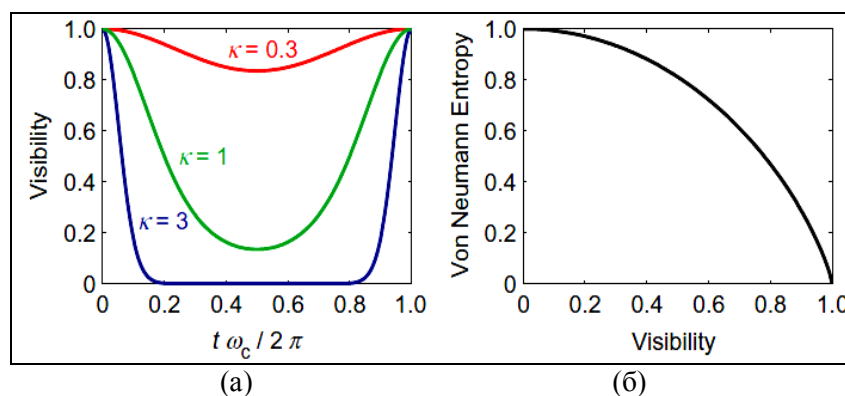 1.0
0.8
0.6
0.4
0.2
0
Visibility
κ = 0.3
κ = 1
κ = 3
0 0.2 0.4 0.6 0.8 1.0
t ωc / 2 π
(а)
1.0
0.8
0.6
0.4
0.2
0
Von Neumann Entropy
0 0.2 0.4 0.6 0.8 1.0
Visibility
(б)